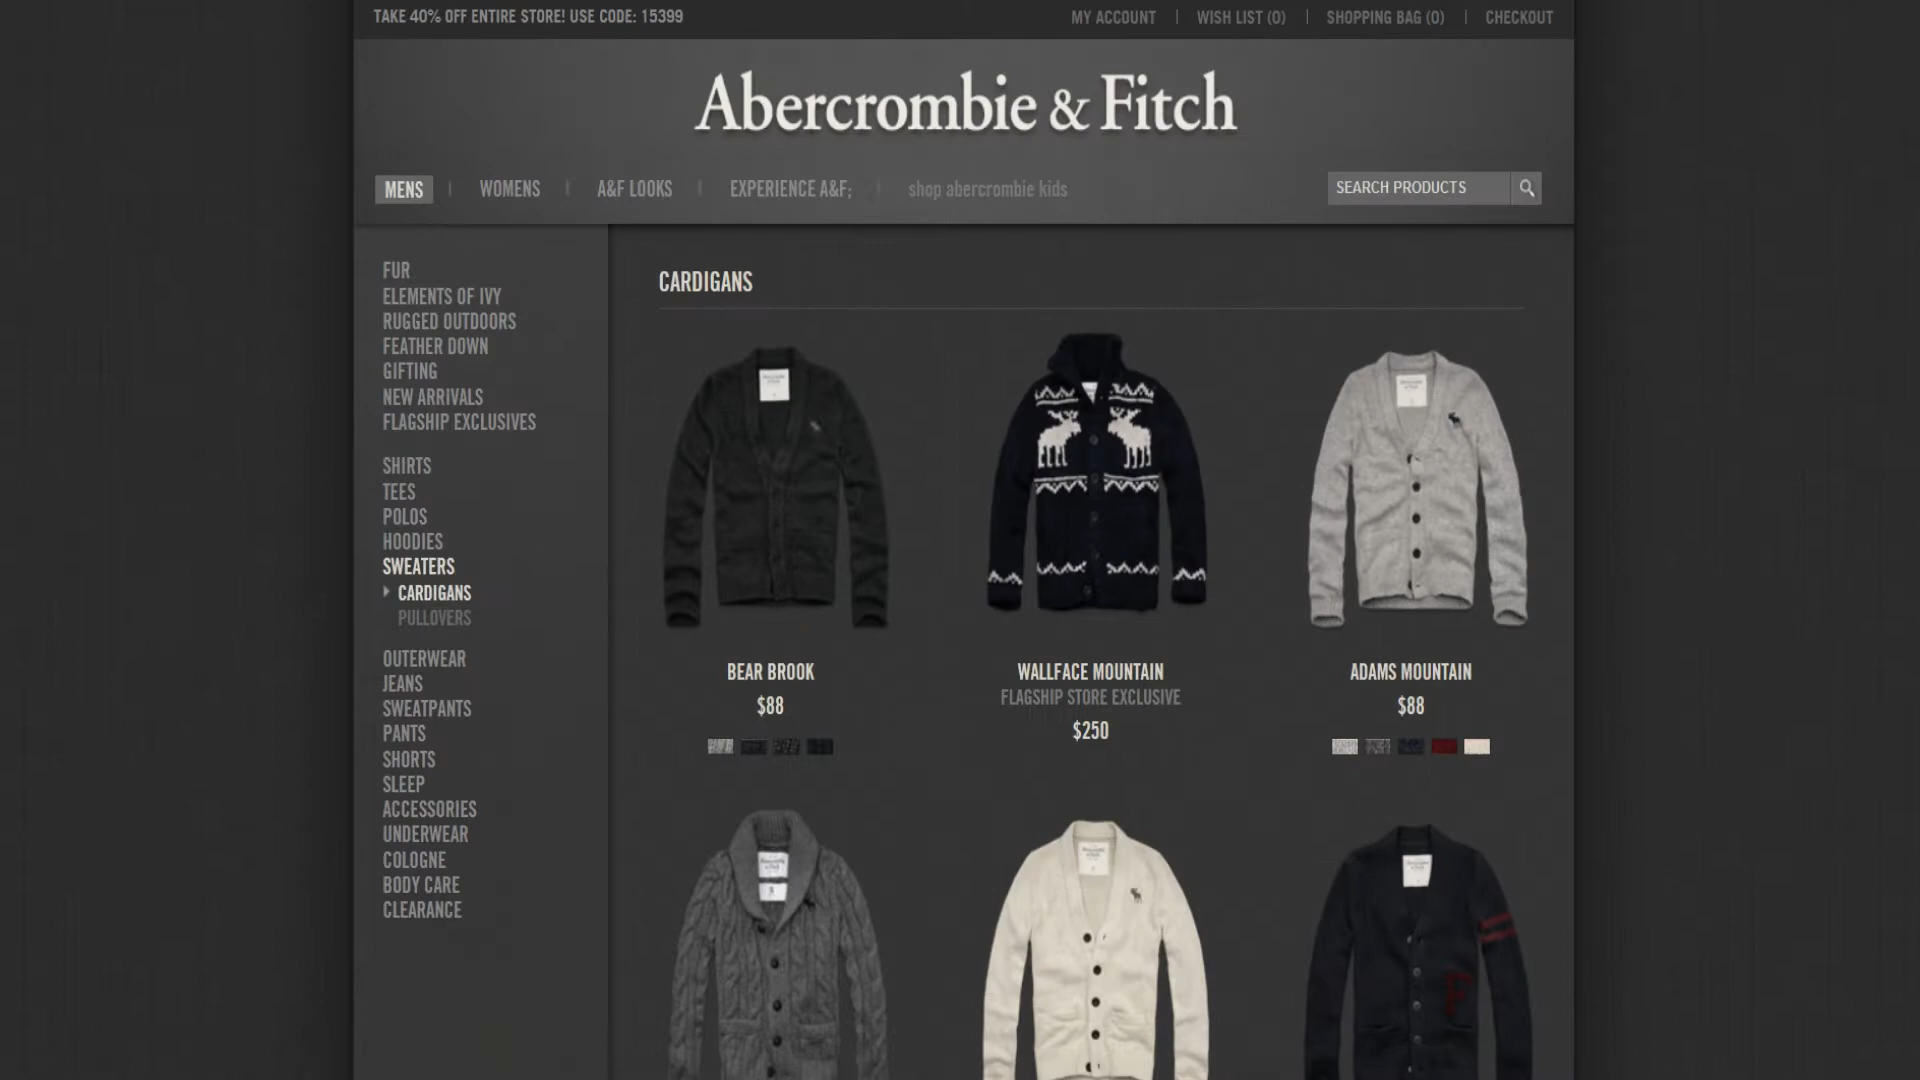 TAKE 40% OFF ENTIRE STORE! USE CODE: 15399
MY ACCOUNT | WISH LIST (0) | SHOPPING BAG (0) | CHECKOUT
Abercrombie & Fitch
MENS | WOMENS | A&F LOOKS | EXPERIENCE A&F; | shop abercrombie kids
SEARCH PRODUCTS
FUR
ELEMENTS OF IVY
RUGGED OUTDOORS
FEATHER DOWN
GIFTING
NEW ARRIVALS
FLAGSHIP EXCLUSIVES
SHIRTS
TEES
POLOS
HOODIES
SWEATERS
CARDIGANS
PULLOVERS
OUTERWEAR
JEANS
SWEATPANTS
PANTS
SHORTS
SLEEP
ACCESSORIES
UNDERWEAR
COLOGNE
BODY CARE
CLEARANCE
CARDIGANS
BEAR BROOK
$88
WALLFACE MOUNTAIN
FLAGSHIP STORE EXCLUSIVE
$250
ADAMS MOUNTAIN
$88